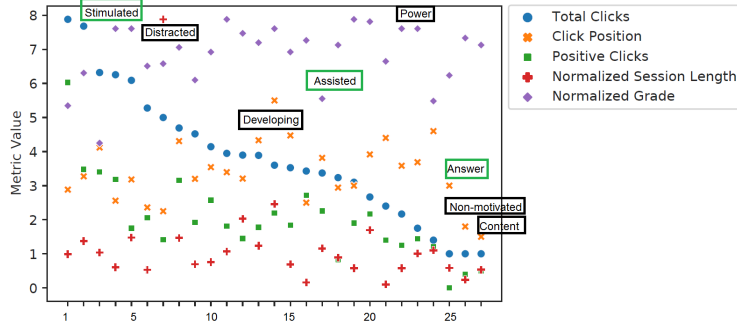 Stimulated
Distracted
Power
Assisted
Developing
Answer
Non-motivated
Content
Metric Value
8
7
6
5
4
3
2
1
0
1
5
10
15
20
25
Total Clicks
Click Position
Positive Clicks
Normalized Session Length
Normalized Grade